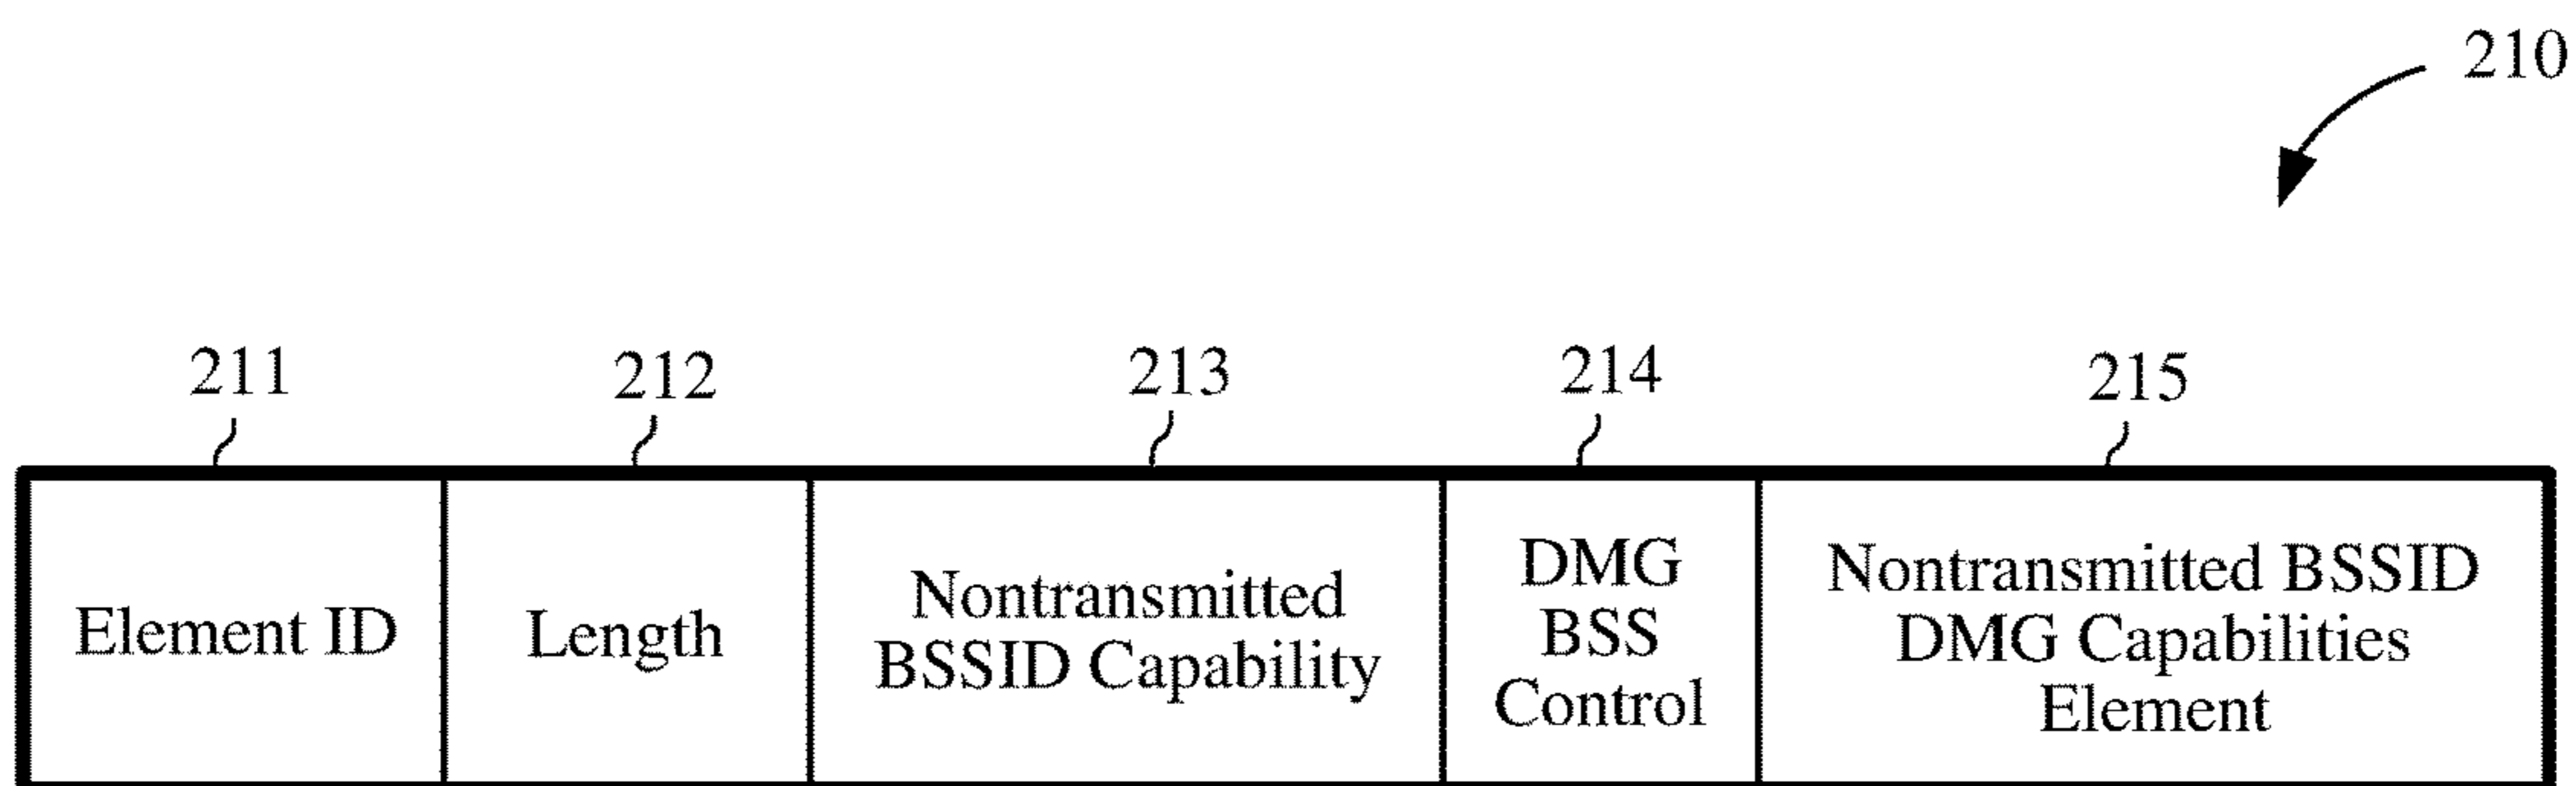 210
211
212
213
214
215
Element ID
Length
Nontransmitted
BSSID Capability
DMG
BSS
Control
Nontransmitted BSSID
DMG Capabilities
Element